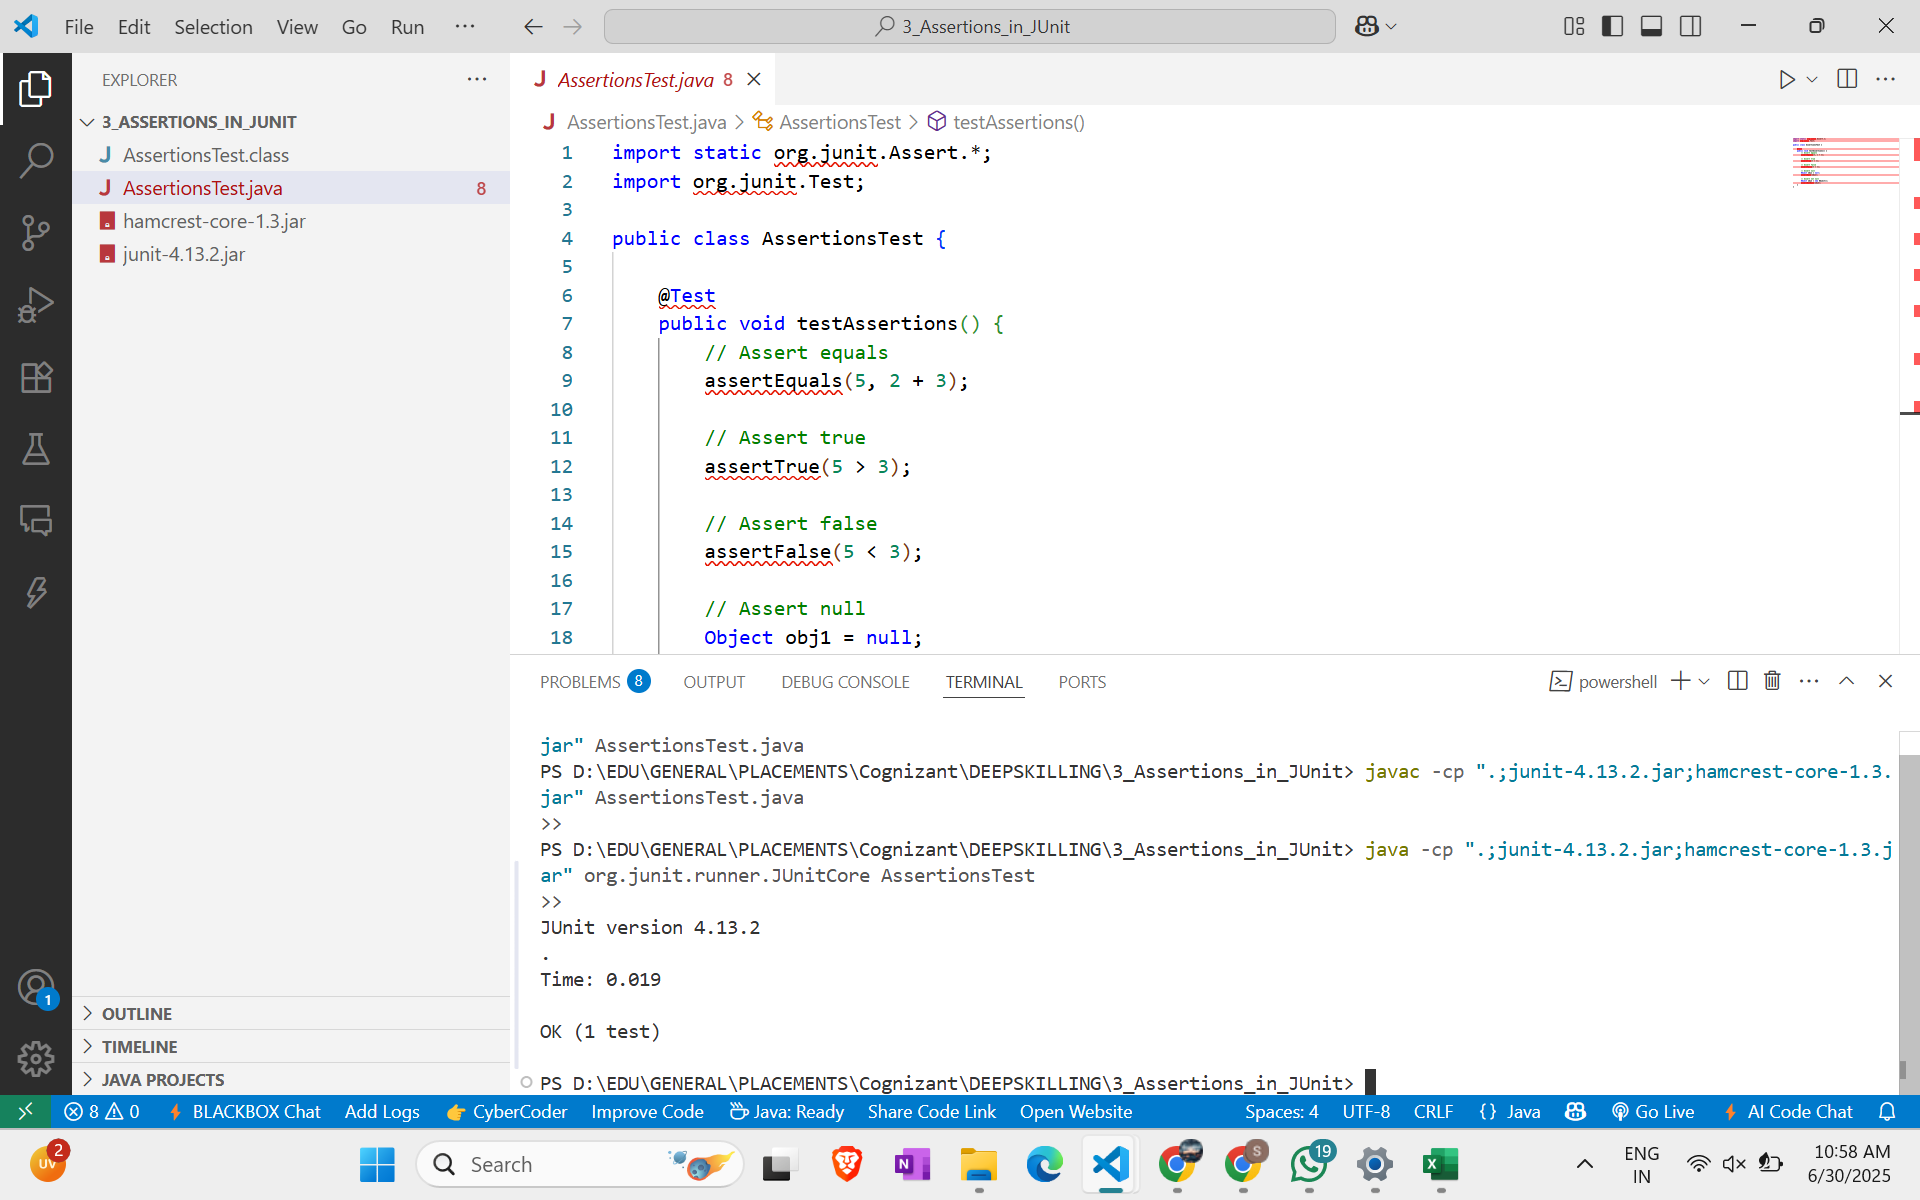 File Edit Selection View Go Run ···
3_Assertions_in_JUnit
EXPLORER
3_ASSERTIONS_IN_JUNIT
J AssertionsTest.class
J AssertionsTest.java 8
hamcrest-core-1.3.jar
junit-4.13.2.jar
OUTLINE
TIMELINE
JAVA PROJECTS
1
J AssertionsTest.java 8
J AssertionsTest.java > AssertionsTest > testAssertions()
1 import static org.junit.Assert.*;
2 import org.junit.Test;
3
4 public class AssertionsTest {
5
6 @Test
7 public void testAssertions() {
8 // Assert equals
9 assertEquals(5, 2 + 3);
10
11 // Assert true
12 assertTrue(5 > 3);
13
14 // Assert false
15 assertFalse(5 < 3);
16
17 // Assert null
18 Object obj1 = null;
PROBLEMS 8 OUTPUT DEBUG CONSOLE TERMINAL PORTS powershell
jar" AssertionsTest.java
PS D:\EDU\GENERAL\PLACEMENTS\Cognizant\DEEPSKILLING\3_Assertions_in_JUnit> javac -cp ".;junit-4.13.2.jar;hamcrest-core-1.3.
jar" AssertionsTest.java
>>
PS D:\EDU\GENERAL\PLACEMENTS\Cognizant\DEEPSKILLING\3_Assertions_in_JUnit> java -cp ".;junit-4.13.2.jar;hamcrest-core-1.3.j
ar" org.junit.runner.JUnitCore AssertionsTest
>>
JUnit version 4.13.2
.
Time: 0.019
OK (1 test)
PS D:\EDU\GENERAL\PLACEMENTS\Cognizant\DEEPSKILLING\3_Assertions_in_JUnit>
8 0 BLACKBOX Chat Add Logs CyberCoder Improve Code Java: Ready Share Code Link Open Website Spaces: 4 UTF-8 CRLF {} Java Go Live AI Code Chat
UV 2 Search N S 19 X ENG 10:58 AM
IN 6/30/2025